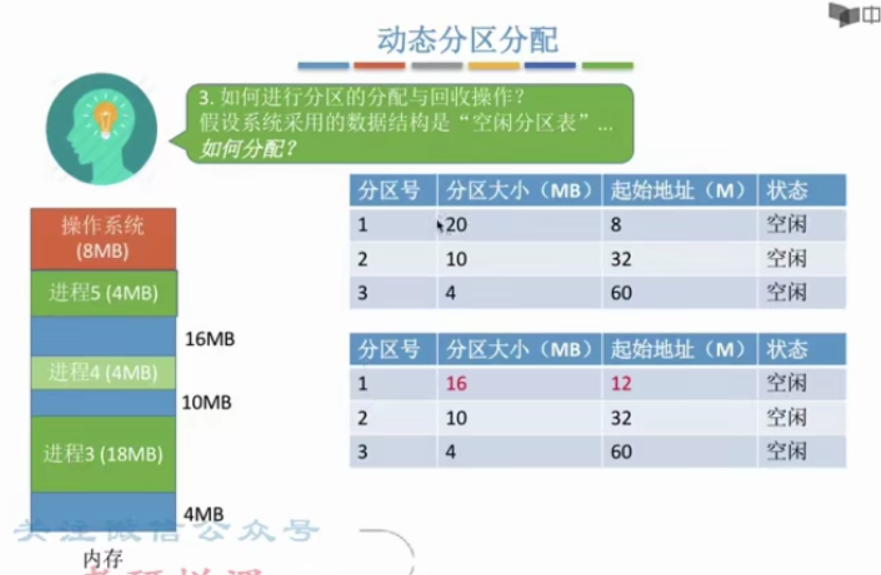 中
动态分区分配
3. 如何进行分区的分配与回收操作？
假设系统采用的数据结构是“空闲分区表”...
如何分配？
分区号 分区大小（MB） 起始地址（M） 状态
1 20 8 空闲
2 10 32 空闲
3 4 60 空闲
分区号 分区大小（MB） 起始地址（M） 状态
1 16 12 空闲
2 10 32 空闲
3 4 60 空闲
操作系统
(8MB)
进程5 (4MB)
16MB
进程4 (4MB)
10MB
进程3 (18MB)
4MB
关注微信公众号
内存